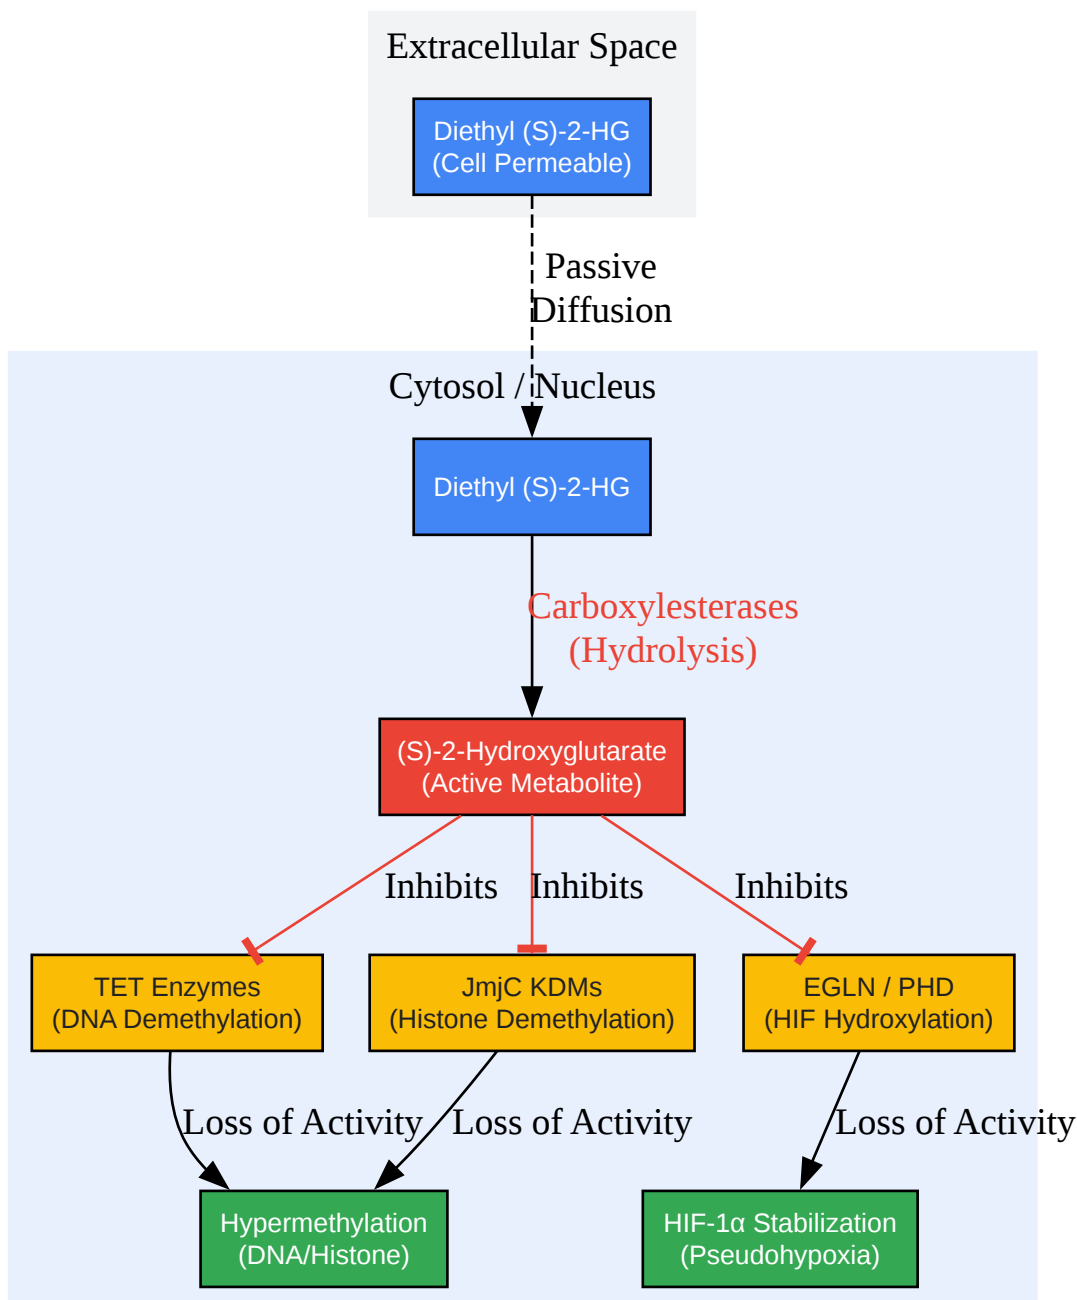 Extracellular Space
Diethyl (S)-2-HG
(Cell Permeable)
Passive
Diffusion
Cytosol / Nucleus
Diethyl (S)-2-HG
Carboxylesterases
(Hydrolysis)
(S)-2-Hydroxyglutarate
(Active Metabolite)
Inhibits
Inhibits
Inhibits
TET Enzymes
(DNA Demethylation)
JmjC KDMs
(Histone Demethylation)
EGLN / PHD
(HIF Hydroxylation)
Loss of Activity
Loss of Activity
Loss of Activity
Hypermethylation
(DNA/Histone)
HIF-1α Stabilization
(Pseudohypoxia)